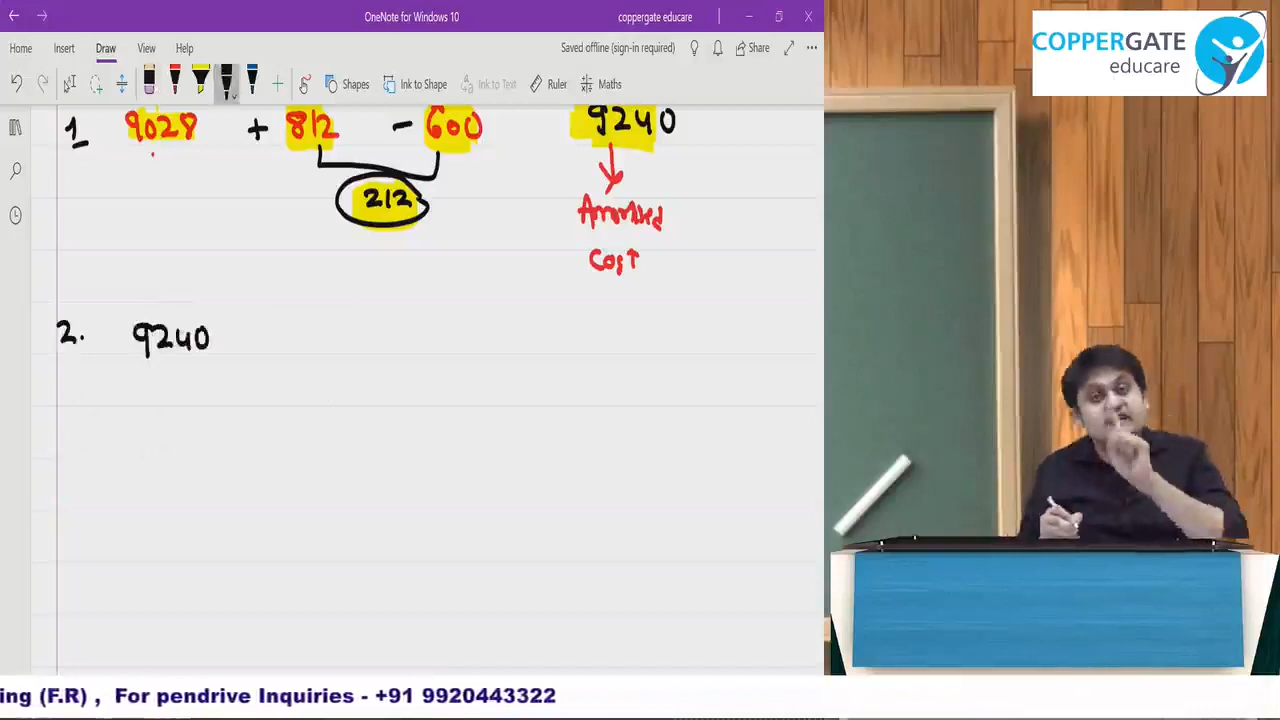 OneNote for Windows 10
coppergate educare
Home Insert Draw View Help
Saved offline (sign-in required)
Share
Shapes
Ink to Shape
Ink to Text
Ruler
Maths
COPPERGATE
educare
1 9028 + 812 - 600 9240
212
Amortised
Cost
2. 9240
ing (F.R) , For pendrive Inquiries - +91 9920443322